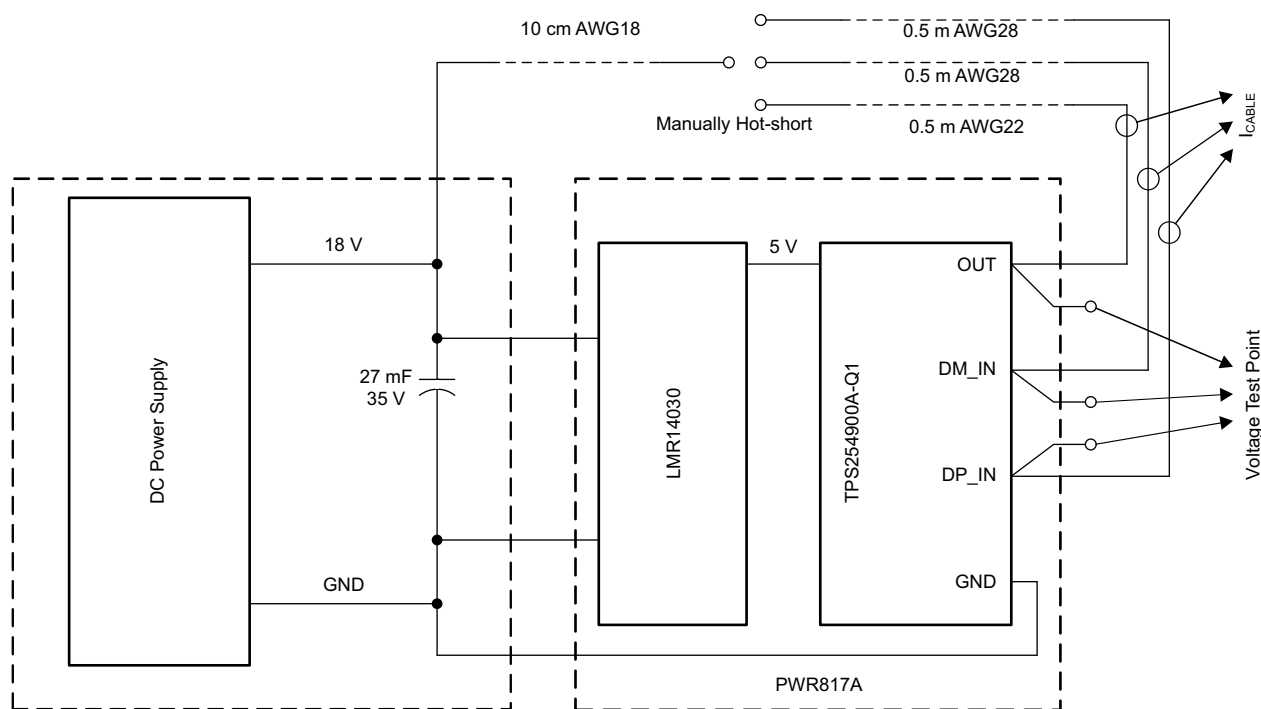 10 cm AWG18
0.5 m AWG28
0.5 m AWG28
Manually Hot-short
0.5 m AWG22
ICABLE
DC Power Supply
18 V
27 mF
35 V
GND
LMR14030
5 V
TPS254900A-Q1
OUT
DM_IN
DP_IN
GND
Voltage Test Point
PWR817A